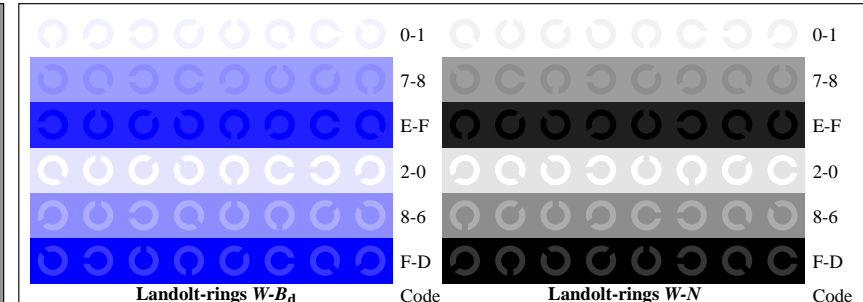 0-1 0-1
7-8 7-8
E-F E-F
2-0 2-0
8-6 8-6
F-D F-D
Landolt-rings W-Bd Code Landolt-rings W-N Code